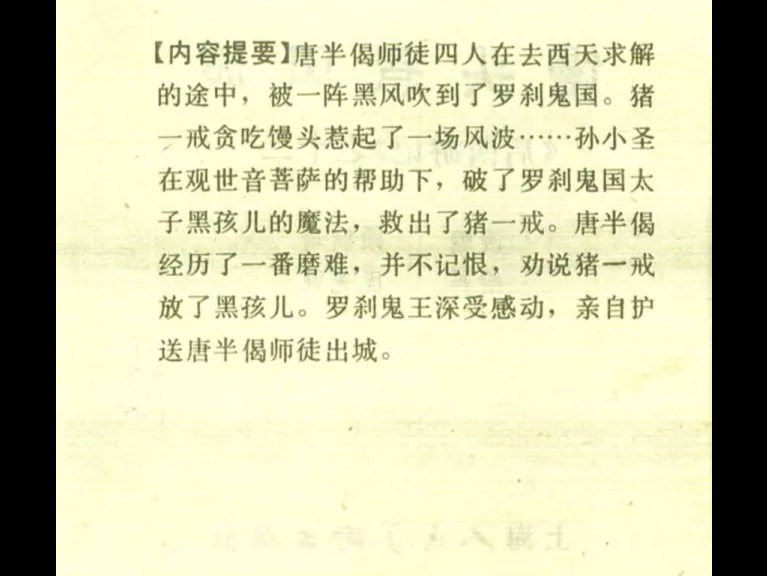 【内容提要】唐半偈师徒四人在去西天求解
的途中，被一阵黑风吹到了罗刹鬼国。猪
一戒贪吃馒头惹起了一场风波……孙小圣
在观世音菩萨的帮助下，破了罗刹鬼国太
子黑孩儿的魔法，救出了猪一戒。唐半偈
经历了一番磨难，并不记恨，劝说猪一戒
放了黑孩儿。罗刹鬼王深受感动，亲自护
送唐半偈师徒出城。